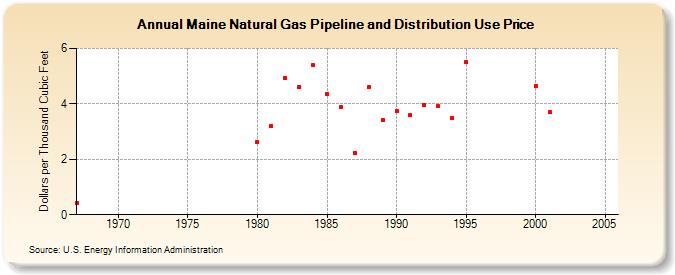 Annual Maine Natural Gas Pipeline and Distribution Use Price
Dollars per Thousand Cubic Feet
6
4
2
0
1970 1975 1980 1985 1990 1995 2000 2005
Source: U.S. Energy Information Administration